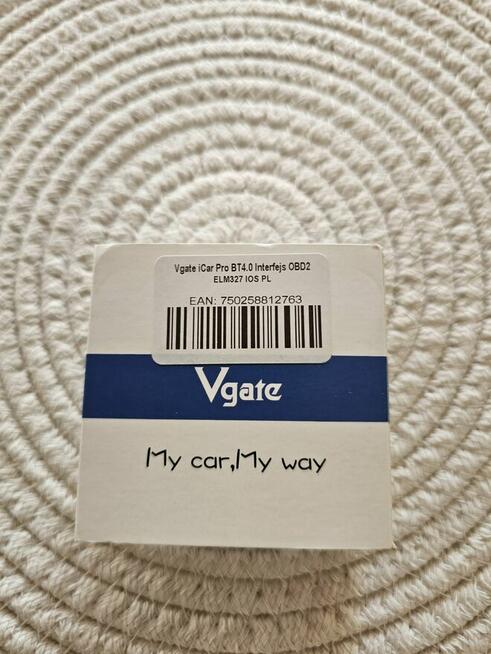 Vgate iCar Pro BT4.0 Interfejs OBD2
ELM327 IOS PL
EAN: 750258812763
Vgate
My car,My way